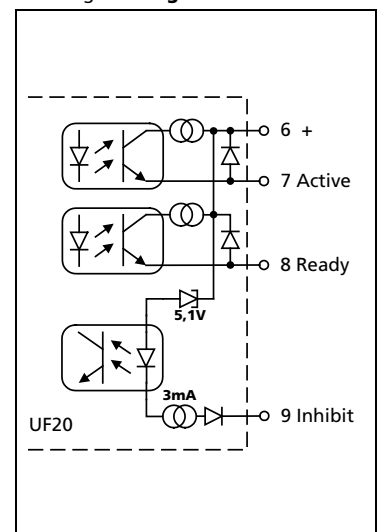 6 +
7 Active
8 Ready
5,1V
3mA
9 Inhibit
UF20